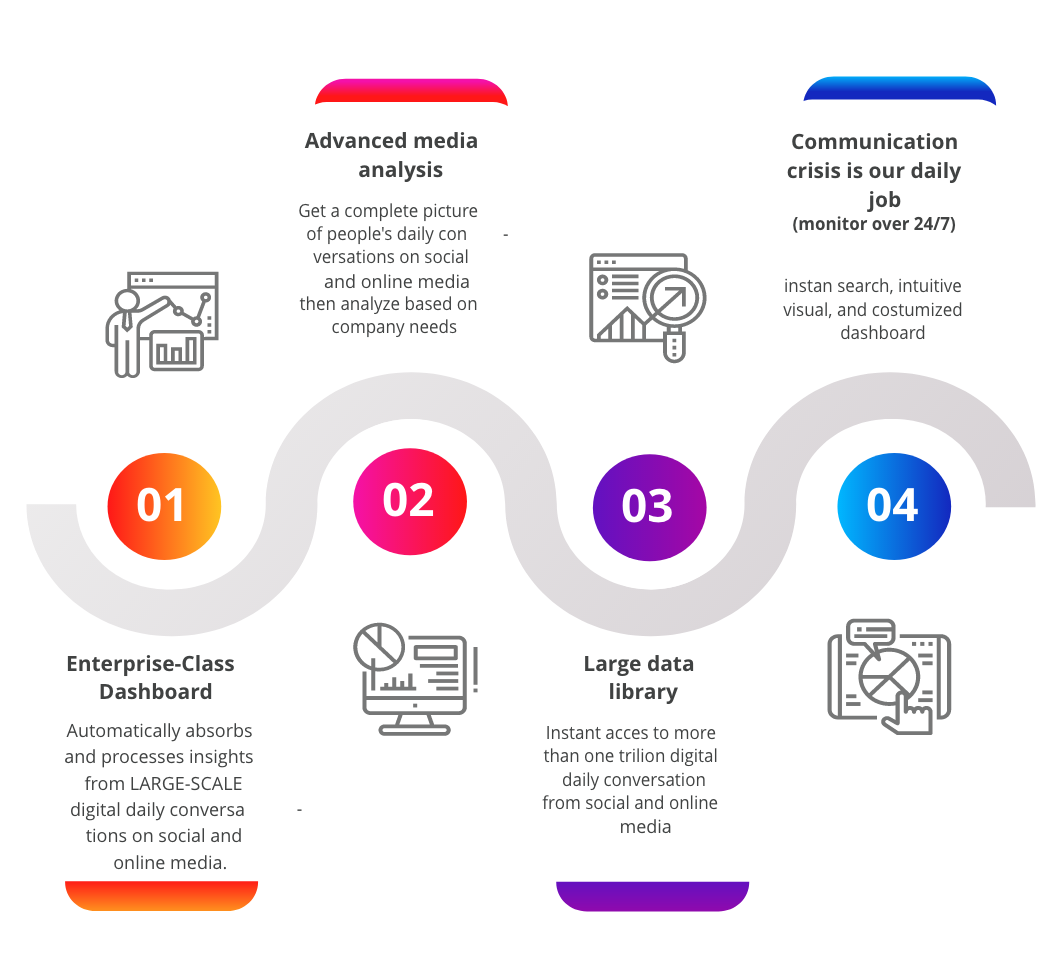 01
Enterprise-Class
Dashboard
Automatically absorbs
and processes insights
from LARGE-SCALE
digital daily conversa -
tions on social and
online media.
02
Advanced media
analysis
Get a complete picture
of people's daily con -
versations on social
and online media
then analyze based on
company needs
03
Large data
library
Instant acces to more
than one trilion digital
daily conversation
from social and online
media
04
Communication
crisis is our daily
job
(monitor over 24/7)
instan search, intuitive
visual, and costumized
dashboard